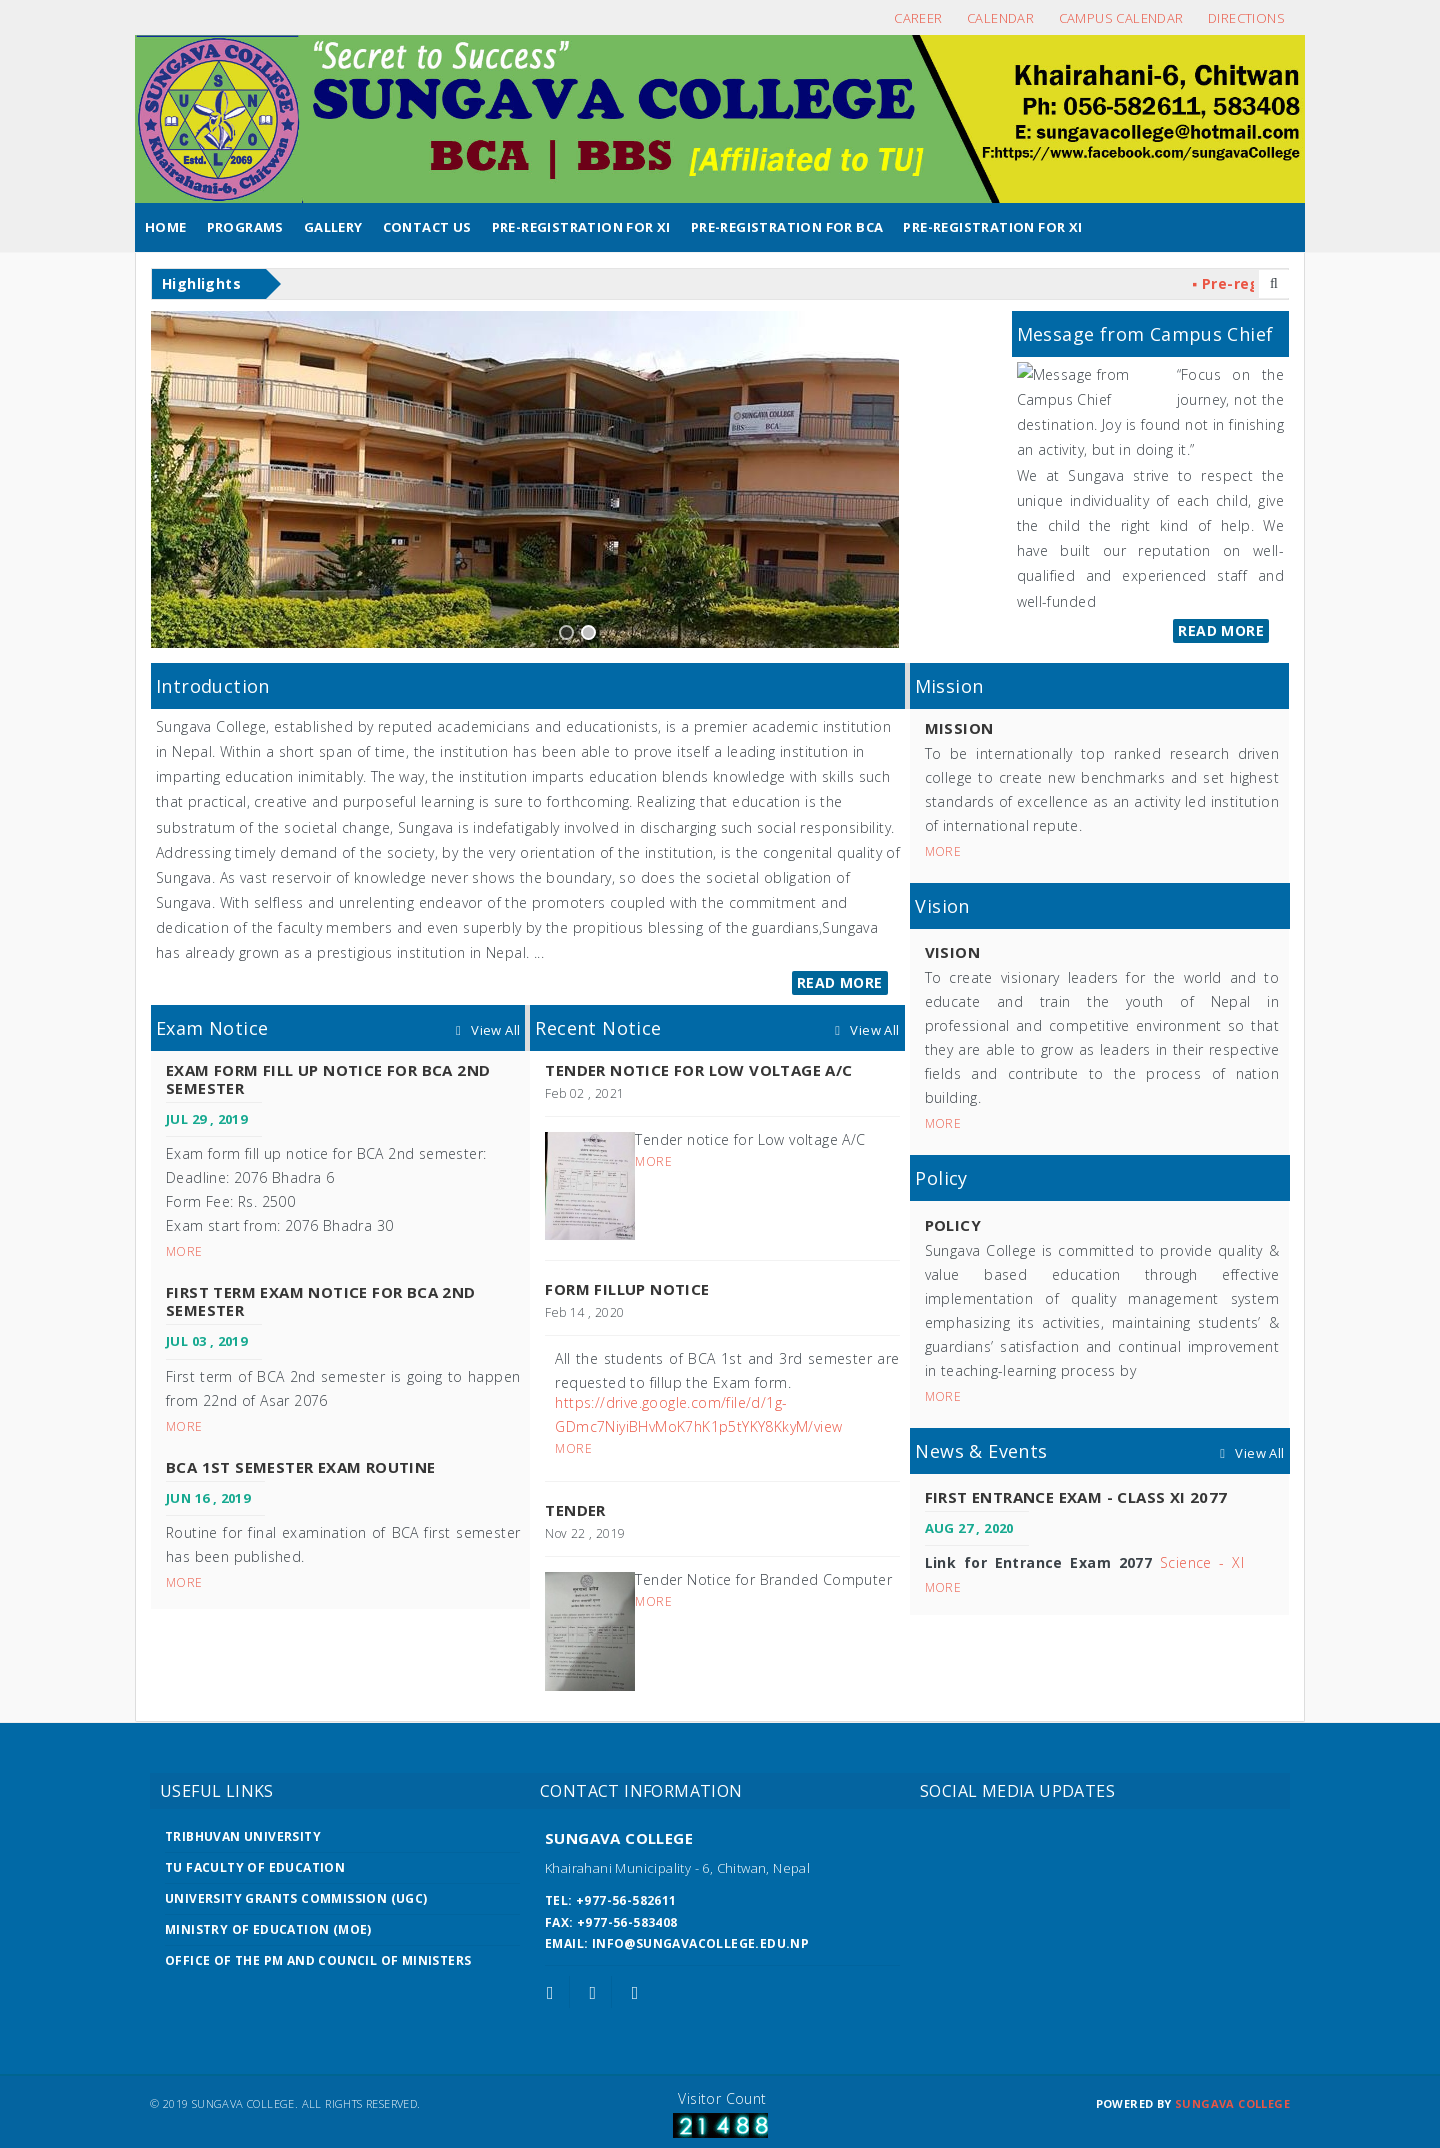 CAREER CALENDAR CAMPUS CALENDAR DIRECTIONS
SUNGAVA COLLEGE
Khairahani-6, Chitwan
SUNCOL
Estd. 2069
“Secret to Success”
SUNGAVA COLLEGE
BCA | BBS [Affiliated to TU]
Khairahani-6, Chitwan
Ph: 056-582611, 583408
E: sungavacollege@hotmail.com
F:https://www.facebook.com/sungavaCollege
HOME PROGRAMS GALLERY CONTACT US PRE-REGISTRATION FOR XI PRE-REGISTRATION FOR BCA PRE-REGISTRATION FOR XI
Highlights
▪ Pre-reg
SUNGAVA COLLEGE
BBS BCA
Message from Campus Chief
Message from
Campus Chief
“Focus on the
journey, not the
destination. Joy is found not in finishing
an activity, but in doing it.”
We at Sungava strive to respect the
unique individuality of each child, give
the child the right kind of help. We
have built our reputation on well-
qualified and experienced staff and
well-funded
READ MORE
Introduction
Sungava College, established by reputed academicians and educationists, is a premier academic institution
in Nepal. Within a short span of time, the institution has been able to prove itself a leading institution in
imparting education inimitably. The way, the institution imparts education blends knowledge with skills such
that practical, creative and purposeful learning is sure to forthcoming. Realizing that education is the
substratum of the societal change, Sungava is indefatigably involved in discharging such social responsibility.
Addressing timely demand of the society, by the very orientation of the institution, is the congenital quality of
Sungava. As vast reservoir of knowledge never shows the boundary, so does the societal obligation of
Sungava. With selfless and unrelenting endeavor of the promoters coupled with the commitment and
dedication of the faculty members and even superbly by the propitious blessing of the guardians,Sungava
has already grown as a prestigious institution in Nepal. ...
READ MORE
Exam Notice
View All
EXAM FORM FILL UP NOTICE FOR BCA 2ND
SEMESTER
JUL 29 , 2019
Exam form fill up notice for BCA 2nd semester:
Deadline: 2076 Bhadra 6
Form Fee: Rs. 2500
Exam start from: 2076 Bhadra 30
MORE
FIRST TERM EXAM NOTICE FOR BCA 2ND
SEMESTER
JUL 03 , 2019
First term of BCA 2nd semester is going to happen
from 22nd of Asar 2076
MORE
BCA 1ST SEMESTER EXAM ROUTINE
JUN 16 , 2019
Routine for final examination of BCA first semester
has been published.
MORE
Recent Notice
View All
TENDER NOTICE FOR LOW VOLTAGE A/C
Feb 02 , 2021
Tender notice for Low voltage A/C
MORE
FORM FILLUP NOTICE
Feb 14 , 2020
All the students of BCA 1st and 3rd semester are
requested to fillup the Exam form.
https://drive.google.com/file/d/1g-
GDmc7NiyiBHvMoK7hK1p5tYKY8KkyM/view
MORE
TENDER
Nov 22 , 2019
Tender Notice for Branded Computer
MORE
Mission
MISSION
To be internationally top ranked research driven
college to create new benchmarks and set highest
standards of excellence as an activity led institution
of international repute.
MORE
Vision
VISION
To create visionary leaders for the world and to
educate and train the youth of Nepal in
professional and competitive environment so that
they are able to grow as leaders in their respective
fields and contribute to the process of nation
building.
MORE
Policy
POLICY
Sungava College is committed to provide quality &
value based education through effective
implementation of quality management system
emphasizing its activities, maintaining students’ &
guardians’ satisfaction and continual improvement
in teaching-learning process by
MORE
News & Events
View All
FIRST ENTRANCE EXAM - CLASS XI 2077
AUG 27 , 2020
Link for Entrance Exam 2077 Science - XI
MORE
USEFUL LINKS
TRIBHUVAN UNIVERSITY
TU FACULTY OF EDUCATION
UNIVERSITY GRANTS COMMISSION (UGC)
MINISTRY OF EDUCATION (MOE)
OFFICE OF THE PM AND COUNCIL OF MINISTERS
CONTACT INFORMATION
SUNGAVA COLLEGE
Khairahani Municipality - 6, Chitwan, Nepal
TEL: +977-56-582611
FAX: +977-56-583408
EMAIL: INFO@SUNGAVACOLLEGE.EDU.NP
SOCIAL MEDIA UPDATES
© 2019 SUNGAVA COLLEGE. ALL RIGHTS RESERVED.
Visitor Count
21488
POWERED BY SUNGAVA COLLEGE